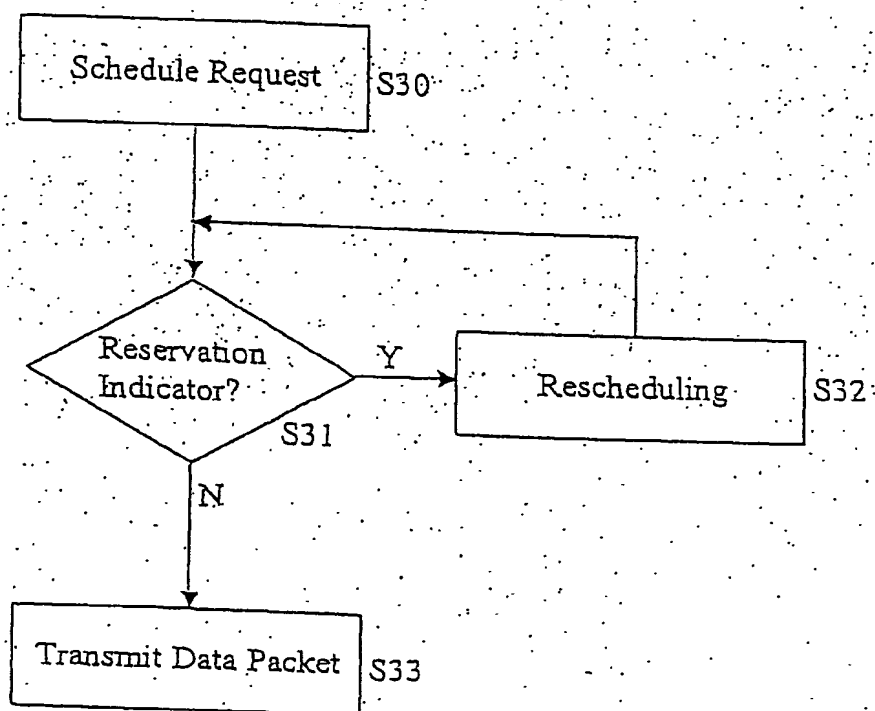 Schedule Request
S30
Reservation
Indicator?
S31
Y
Rescheduling
S32
N
Transmit Data Packet
S33